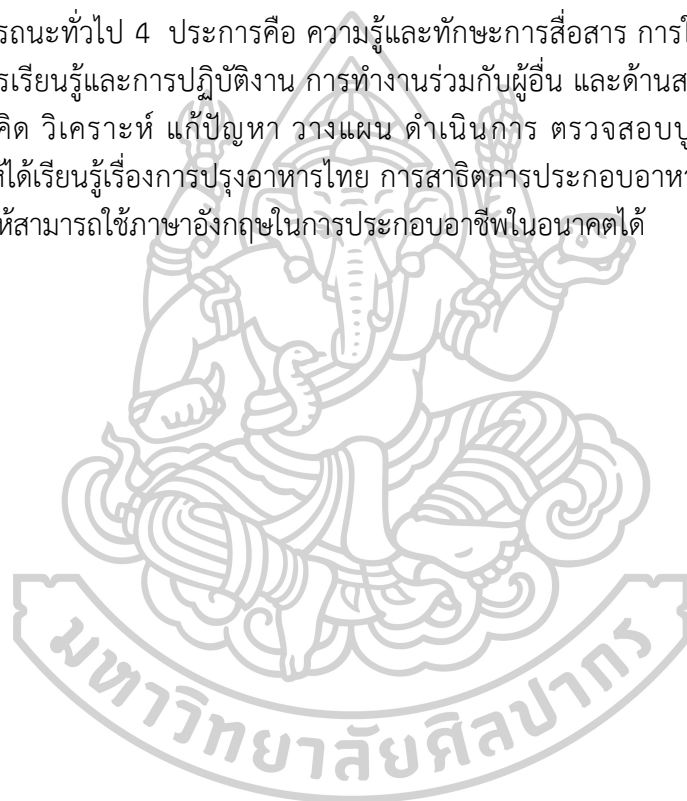 รถนะทั่วไป 4 ประการคือ ความรู้และทักษะการสื่อสาร การใ
รเรียนรู้และการปฏิบัติงาน การทำงานร่วมกับผู้อื่น และด้านส
คิด วิเคราะห์ แก้ปัญหา วางแผน ดำเนินการ ตรวจสอบบู
ได้เรียนรู้เรื่องการปรุงอาหารไทย การสาธิตการประกอบอาหา
ห้สามารถใช้ภาษาอังกฤษในการประกอบอาชีพในอนาคตได้
มหาวิทยาลัยศิลปากร